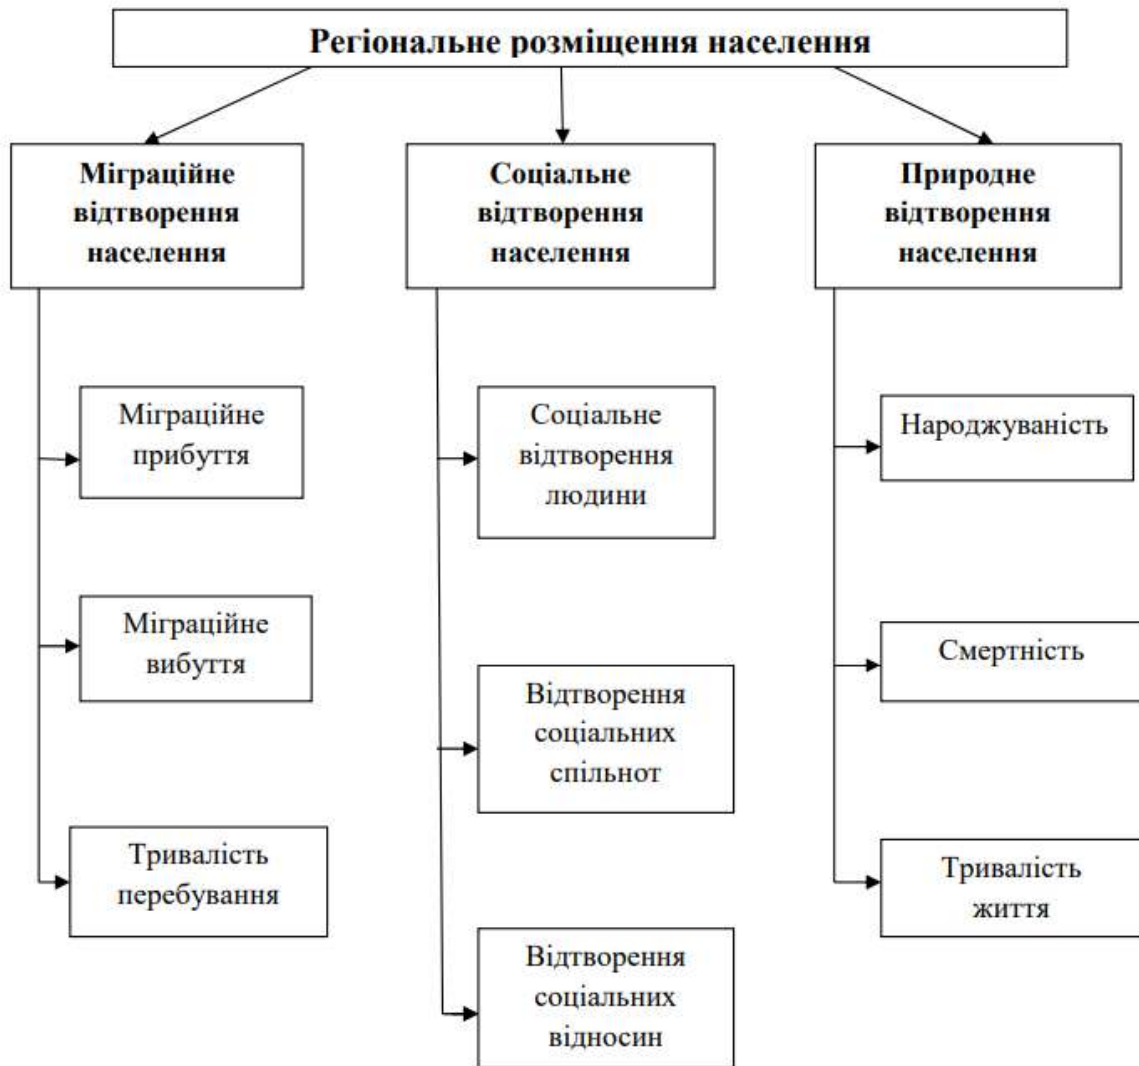 Регіональне розміщення населення
Міграційне
відтворення
населення
Соціальне
відтворення
населення
Природне
відтворення
населення
Міграційне
прибуття
Соціальне
відтворення
людини
Народжуваність
Міграційне
вибуття
Відтворення
соціальних
спільнот
Смертність
Тривалість
перебування
Тривалість
життя
Відтворення
соціальних
відносин